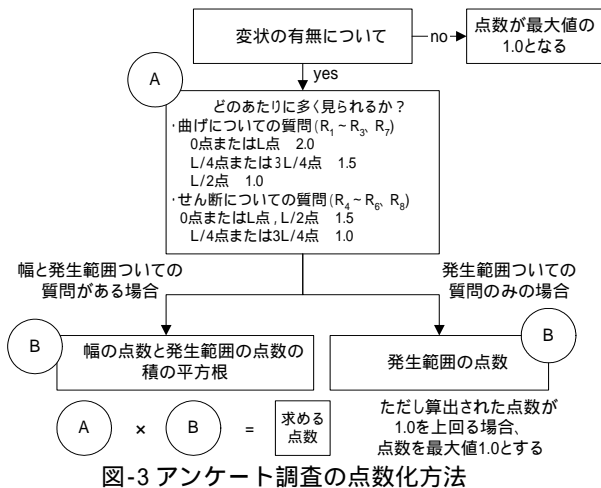 変状の有無について
no
点数が最大値の
1.0となる
yes
A
どのあたりに多く見られるか？
・曲げについての質問(R1～R3、R7)
0点またはL点 2.0
L/4点または3L/4点 1.5
L/2点 1.0
・せん断についての質問(R4～R6、R8)
0点またはL点，L/2点 1.5
L/4点または3L/4点 1.0
幅と発生範囲ついての
質問がある場合
発生範囲ついての
質問のみの場合
B
幅の点数と発生範囲の点数の
積の平方根
B
発生範囲の点数
A × B = 求める
点数
ただし算出された点数が
1.0を上回る場合、
点数を最大値1.0とする
図-3 アンケート調査の点数化方法